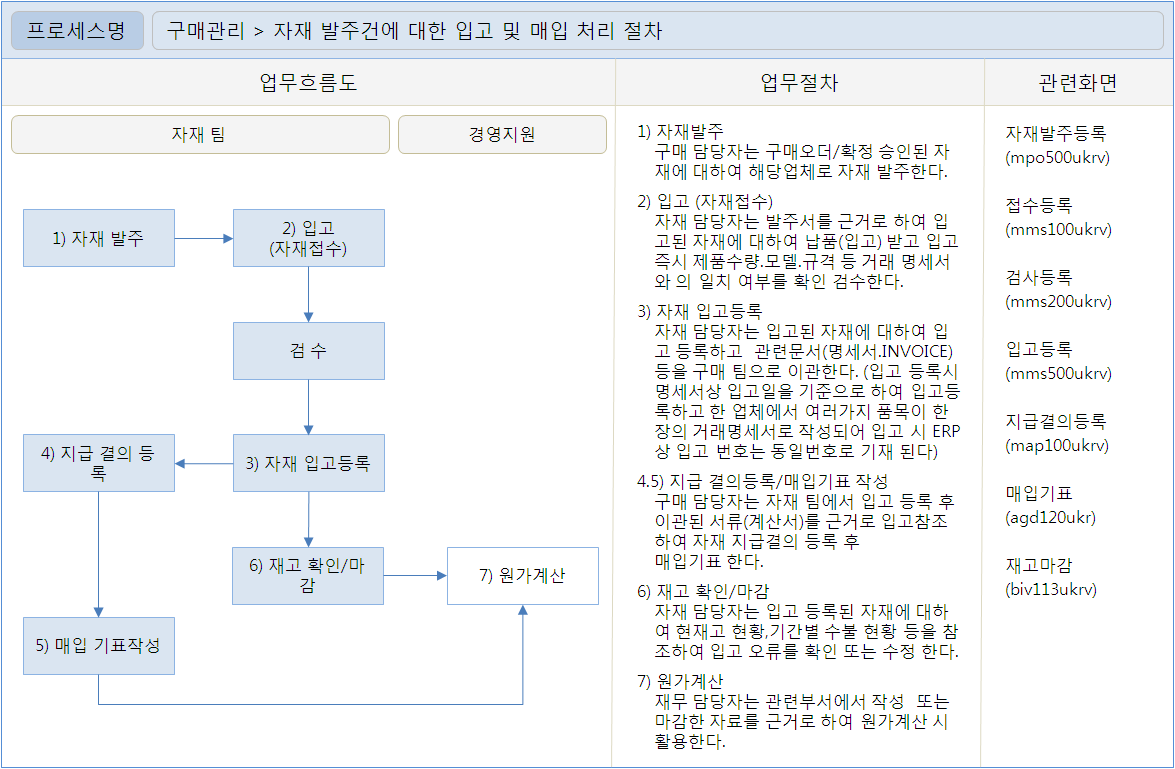 프로세스명
구매관리 > 자재 발주건에 대한 입고 및 매입 처리 절차
업무흐름도
업무절차
관련화면
자재 팀
경영지원
1) 자재 발주
2) 입고
(자재접수)
검 수
4) 지급 결의 등
록
3) 자재 입고등록
6) 재고 확인/마
감
7) 원가계산
5) 매입 기표작성
1) 자재발주
구매 담당자는 구매오더/확정 승인된 자
재에 대하여 해당업체로 자재 발주한다.
2) 입고 (자재접수)
자재 담당자는 발주서를 근거로 하여 입
고된 자재에 대하여 납품(입고) 받고 입고
즉시 제품수량.모델.규격 등 거래 명세서
와 의 일치 여부를 확인 검수한다.
3) 자재 입고등록
자재 담당자는 입고된 자재에 대하여 입
고 등록하고 관련문서(명세서.INVOICE)
등을 구매 팀으로 이관한다. (입고 등록시
명세서상 입고일을 기준으로 하여 입고등
록하고 한 업체에서 여러가지 품목이 한
장의 거래명세서로 작성되어 입고 시 ERP
상 입고 번호는 동일번호로 기재 된다)
4.5) 지급 결의등록/매입기표 작성
구매 담당자는 자재 팀에서 입고 등록 후
이관된 서류(계산서)를 근거로 입고참조
하여 자재 지급결의 등록 후
매입기표 한다.
6) 재고 확인/마감
자재 담당자는 입고 등록된 자재에 대하
여 현재고 현황,기간별 수불 현황 등을 참
조하여 입고 오류를 확인 또는 수정 한다.
7) 원가계산
재무 담당자는 관련부서에서 작성 또는
마감한 자료를 근거로 하여 원가계산 시
활용한다.
자재발주등록
(mpo500ukrv)
접수등록
(mms100ukrv)
검사등록
(mms200ukrv)
입고등록
(mms500ukrv)
지급결의등록
(map100ukrv)
매입기표
(agd120ukr)
재고마감
(biv113ukrv)